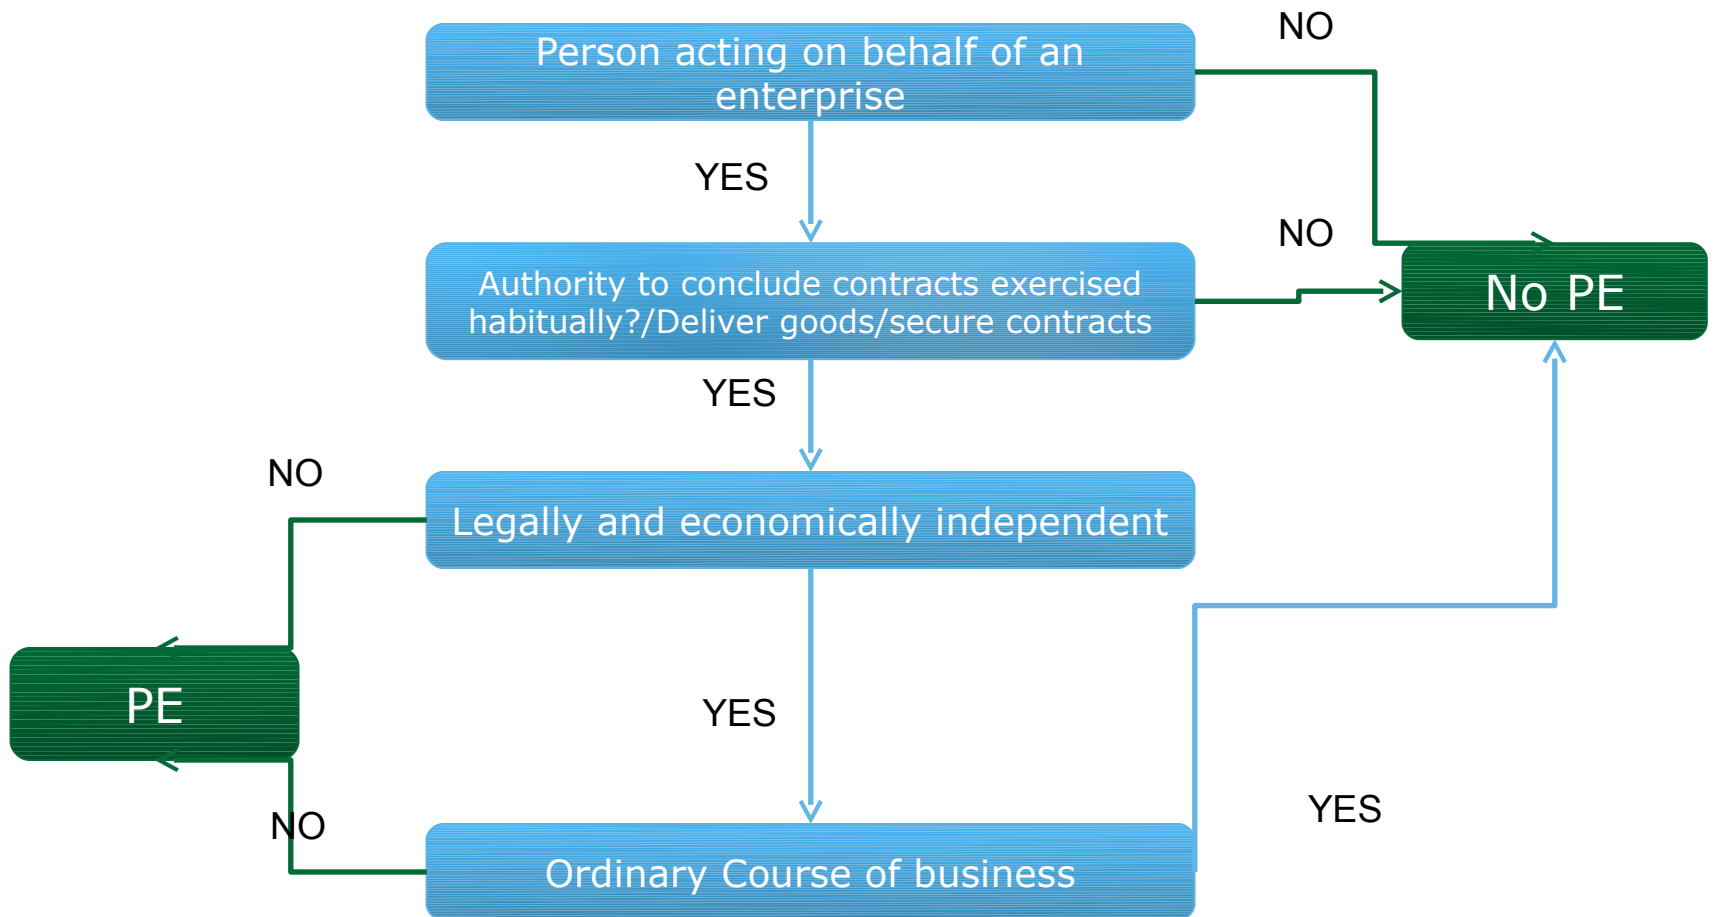 NO
Person acting on behalf of an
enterprise
YES
NO
Authority to conclude contracts exercised
habitually?/Deliver goods/secure contracts
No PE
YES
NO
Legally and economically independent
PE
YES
YES
NO
Ordinary Course of business